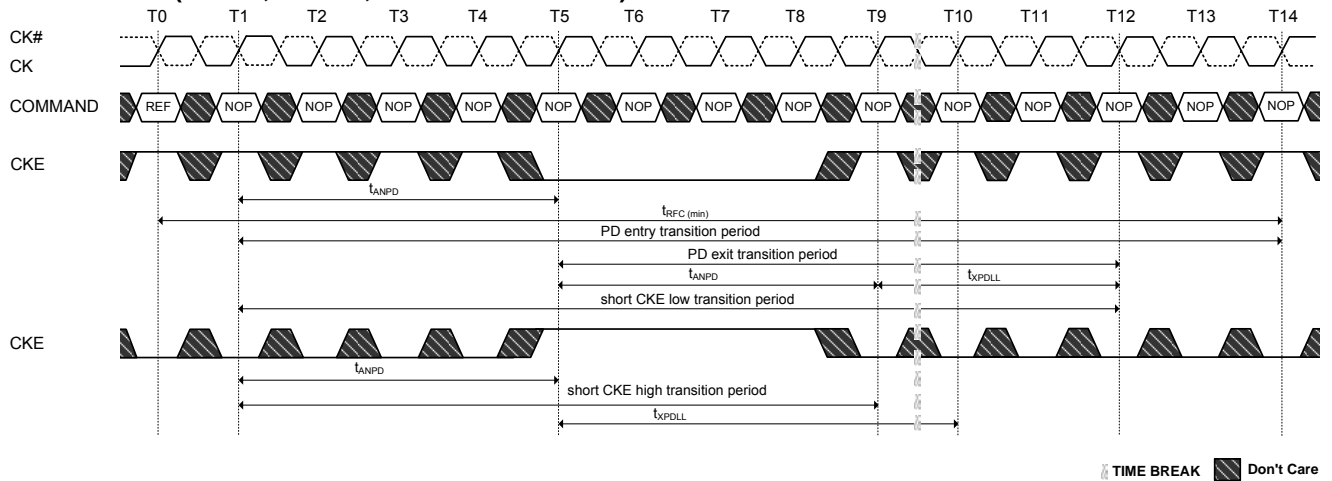 T0 T1 T2 T3 T4 T5 T6 T7 T8 T9 T10 T11 T12 T13 T14
CK#
CK
COMMAND REF NOP NOP NOP NOP NOP NOP NOP NOP NOP NOP NOP NOP NOP NOP
CKE
tANPD
tRFC (min)
PD entry transition period
PD exit transition period
tANPD tXPDLL
short CKE low transition period
CKE
tANPD
short CKE high transition period
tXPDLL
TIME BREAK Don't Care